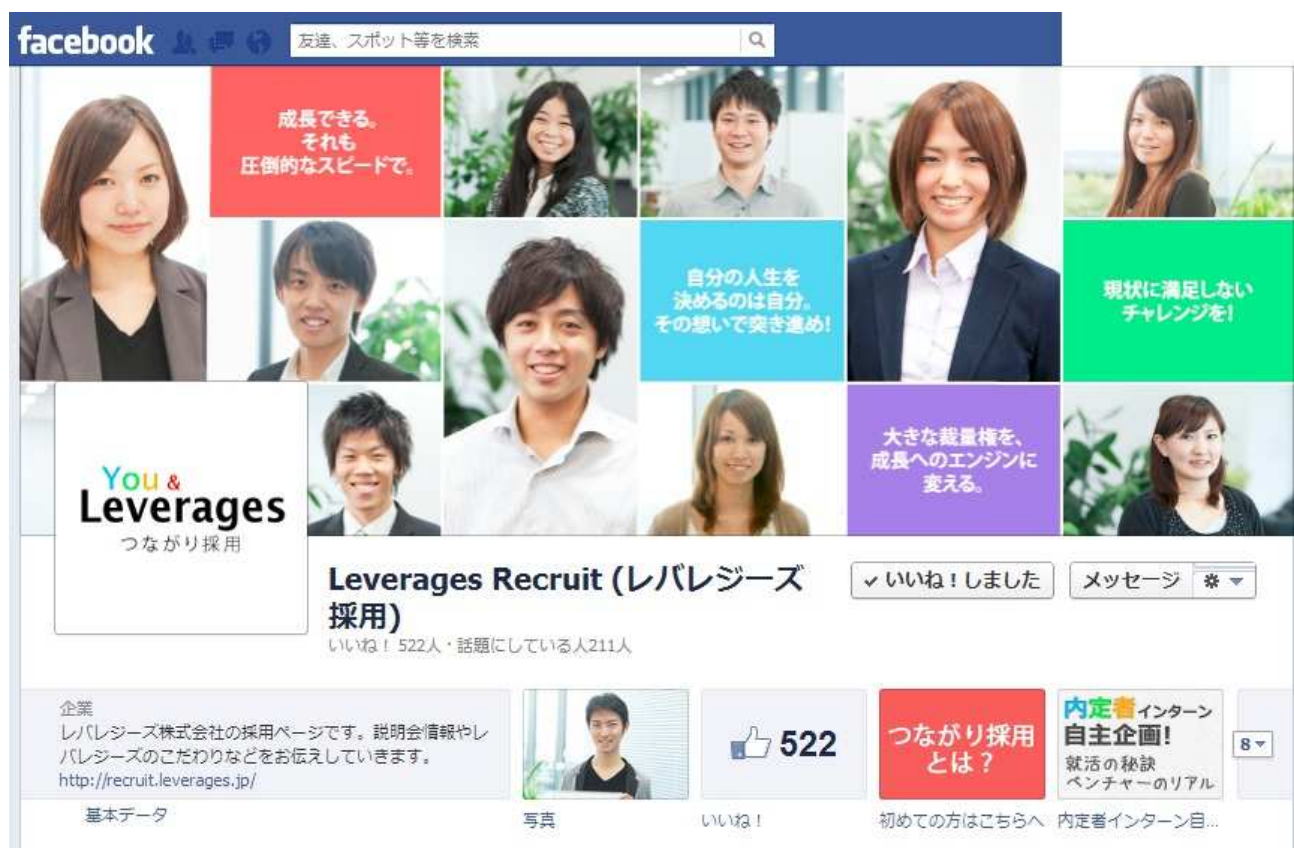 facebook
友達、スポット等を検索
成長できる。
それも
圧倒的なスピードで。
自分の人生を
決めるのは自分。
その想いで突き進め!
現状に満足しない
チャレンジを!
大きな裁量権を、
成長へのエンジンに
変える。
You &
Leverages
つながり採用
Leverages Recruit (レバレジーズ
採用)
いいね！ 522人・話題にしている人211人
いいね！しました
メッセージ
企業
レバレジーズ株式会社の採用ページです。説明会情報やレ
バレジーズのこだわりなどをお伝えしていきます。
http://recruit.leverages.jp/
基本データ
写真
522
いいね！
つながり採用
とは？
初めての方はこちらへ
内定者インターン
自主企画!
就活の秘訣
ベンチャーのリアル
内定者インターン自...
8